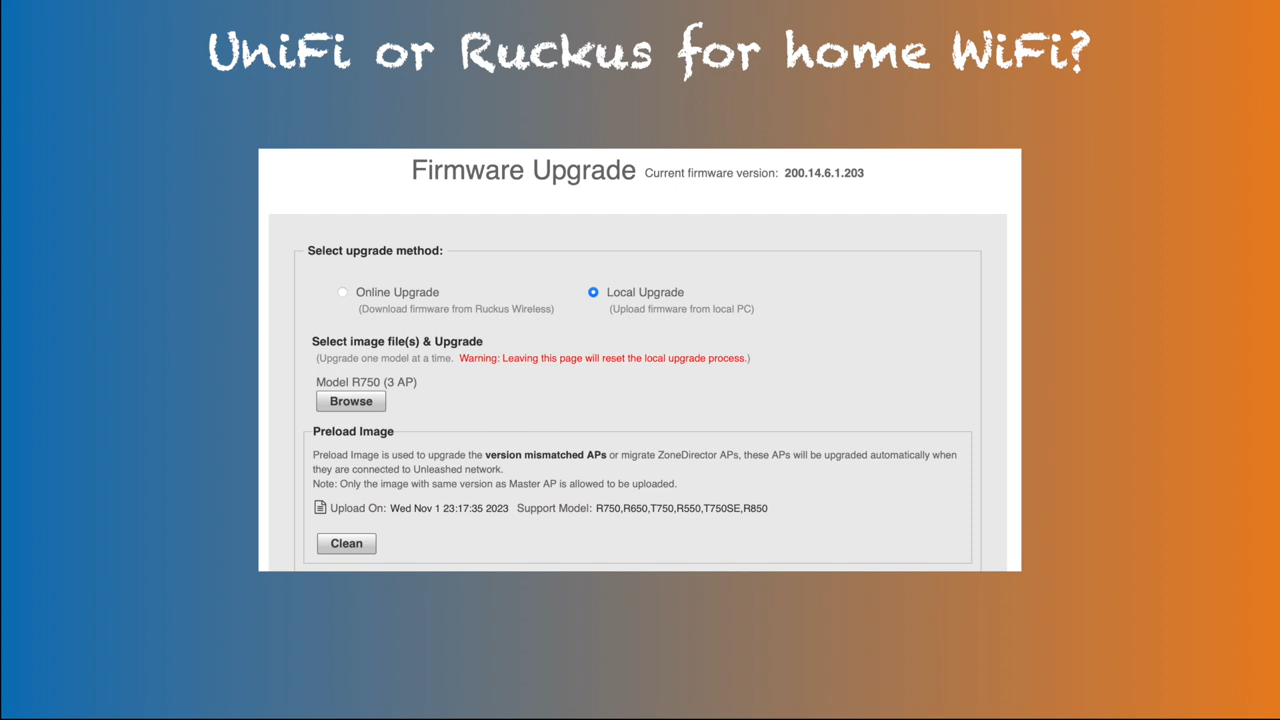 UniFi or Ruckus for home WiFi?
Firmware Upgrade Current firmware version: 200.14.6.1.203
Select upgrade method:
Online Upgrade Local Upgrade
(Download firmware from Ruckus Wireless) (Upload firmware from local PC)
Select image file(s) & Upgrade
(Upgrade one model at a time. Warning: Leaving this page will reset the local upgrade process.)
Model R750 (3 AP)
Browse
Preload Image
Preload Image is used to upgrade the version mismatched APs or migrate ZoneDirector APs, these APs will be upgraded automatically when
they are connected to Unleashed network.
Note: Only the image with same version as Master AP is allowed to be uploaded.
Upload On: Wed Nov 1 23:17:35 2023 Support Model: R750,R650,T750,R550,T750SE,R850
Clean